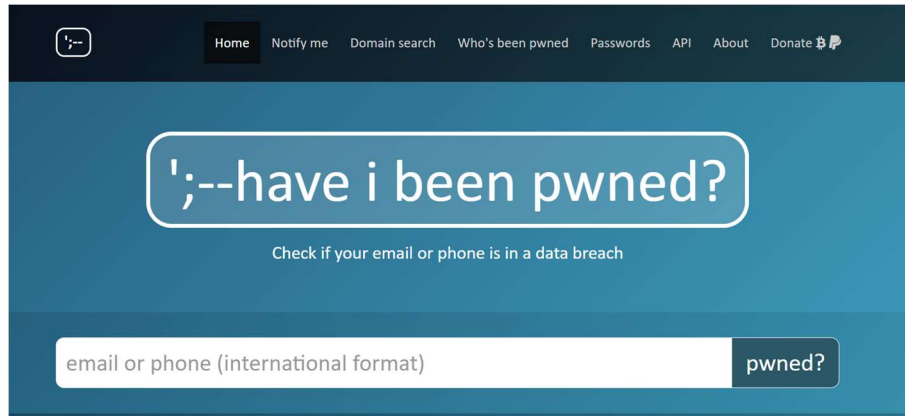 ';--
Home Notify me Domain search Who's been pwned Passwords API About Donate ₿
';--have i been pwned?
Check if your email or phone is in a data breach
email or phone (international format)
pwned?